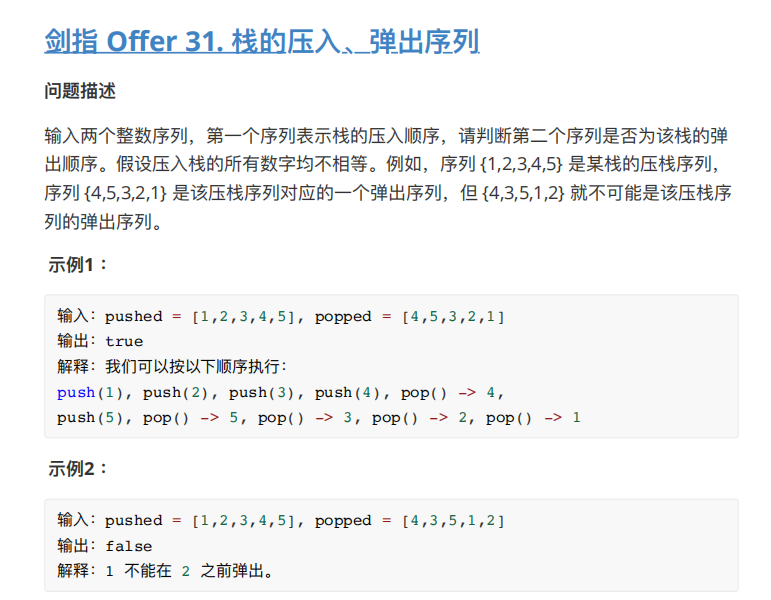 剑指 Offer 31. 栈的压入、弹出序列
问题描述
输入两个整数序列，第一个序列表示栈的压入顺序，请判断第二个序列是否为该栈的弹
出顺序。假设压入栈的所有数字均不相等。例如，序列 {1,2,3,4,5} 是某栈的压栈序列，
序列 {4,5,3,2,1} 是该压栈序列对应的一个弹出序列，但 {4,3,5,1,2} 就不可能是该压栈序
列的弹出序列。
示例1：
输入：pushed = [1,2,3,4,5], popped = [4,5,3,2,1]
输出：true
解释：我们可以按以下顺序执行：
push(1), push(2), push(3), push(4), pop() -> 4,
push(5), pop() -> 5, pop() -> 3, pop() -> 2, pop() -> 1
示例2：
输入：pushed = [1,2,3,4,5], popped = [4,3,5,1,2]
输出：false
解释：1 不能在 2 之前弹出。